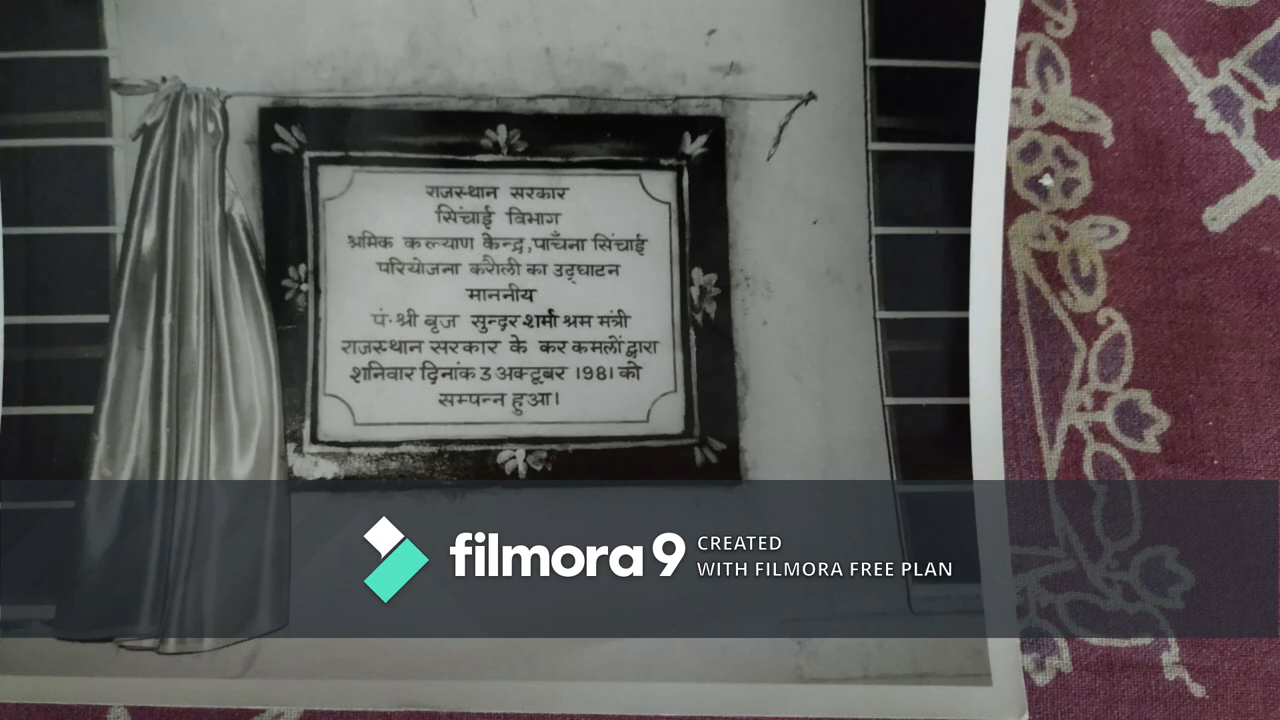 राजस्थान सरकार
सिंचाई विभाग
श्रमिक कल्याण केन्द्र, पाँचना सिंचाई
परियोजना करौली का उद्घाटन
माननीय
पं. श्री बृज सुन्दर शर्मा श्रम मंत्री
राजस्थान सरकार के कर कमलों द्वारा
शनिवार दिनांक 3 अक्टूबर 1981 को
सम्पन्न हुआ।
filmora 9
CREATED
WITH FILMORA FREE PLAN